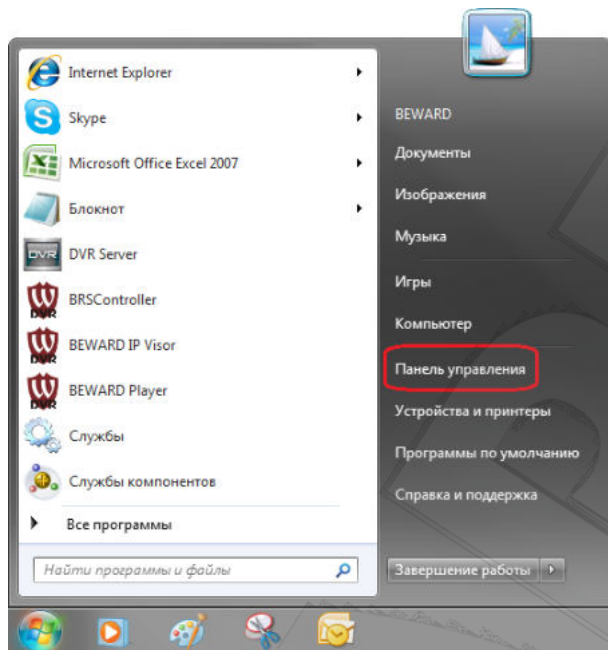 Internet Explorer
Skype
Microsoft Office Excel 2007
Блокнот
DVR Server
BRSController
BEWARD IP Visor
BEWARD Player
Службы
Службы компонентов
Все программы
Найти программы и файлы
BEWARD
Документы
Изображения
Музыка
Игры
Компьютер
Панель управления
Устройства и принтеры
Программы по умолчанию
Справка и поддержка
Завершение работы